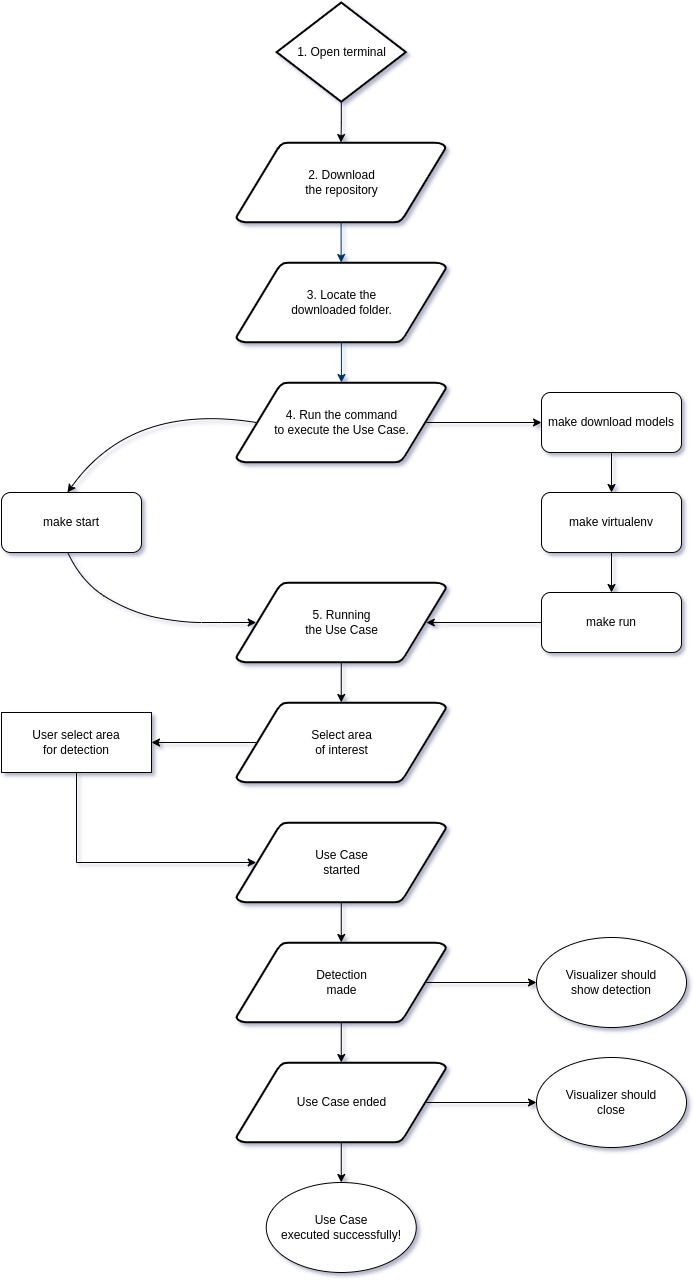 1. Open terminal
2. Download
the repository
3. Locate the
downloaded folder.
4. Run the command
to execute the Use Case.
make download models
make start
make virtualenv
5. Running
the Use Case
make run
User select area
for detection
Select area
of interest
Use Case
started
Detection
made
Visualizer should
show detection
Use Case ended
Visualizer should
close
Use Case
executed successfully!